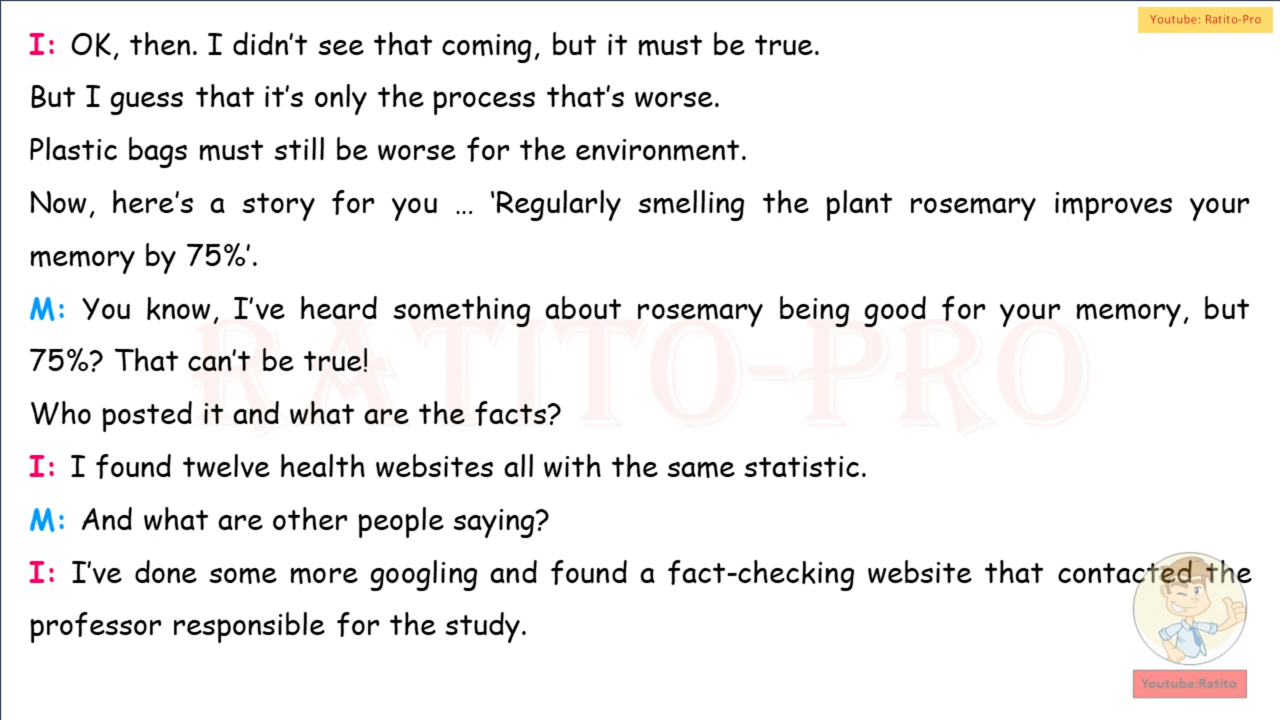 Youtube: Ratito-Pro
I: OK, then. I didn't see that coming, but it must be true.
But I guess that it's only the process that's worse.
Plastic bags must still be worse for the environment.
Now, here's a story for you … ‘Regularly smelling the plant rosemary improves your
memory by 75%’.
M: You know, I've heard something about rosemary being good for your memory, but
75%? That can't be true!
Who posted it and what are the facts?
I: I found twelve health websites all with the same statistic.
M: And what are other people saying?
I: I've done some more googling and found a fact-checking website that contacted the
professor responsible for the study.
RATITO-PRO
Youtube:Ratito